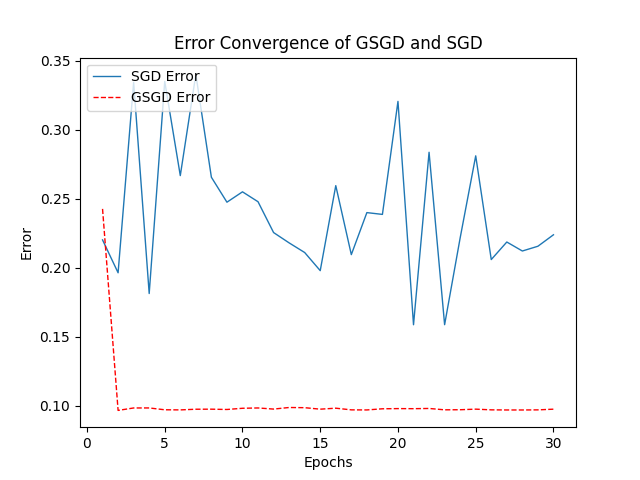 Error Convergence of GSGD and SGD
SGD Error
GSGD Error
0.35
0.30
0.25
0.20
0.15
0.10
Error
0 5 10 15 20 25 30
Epochs